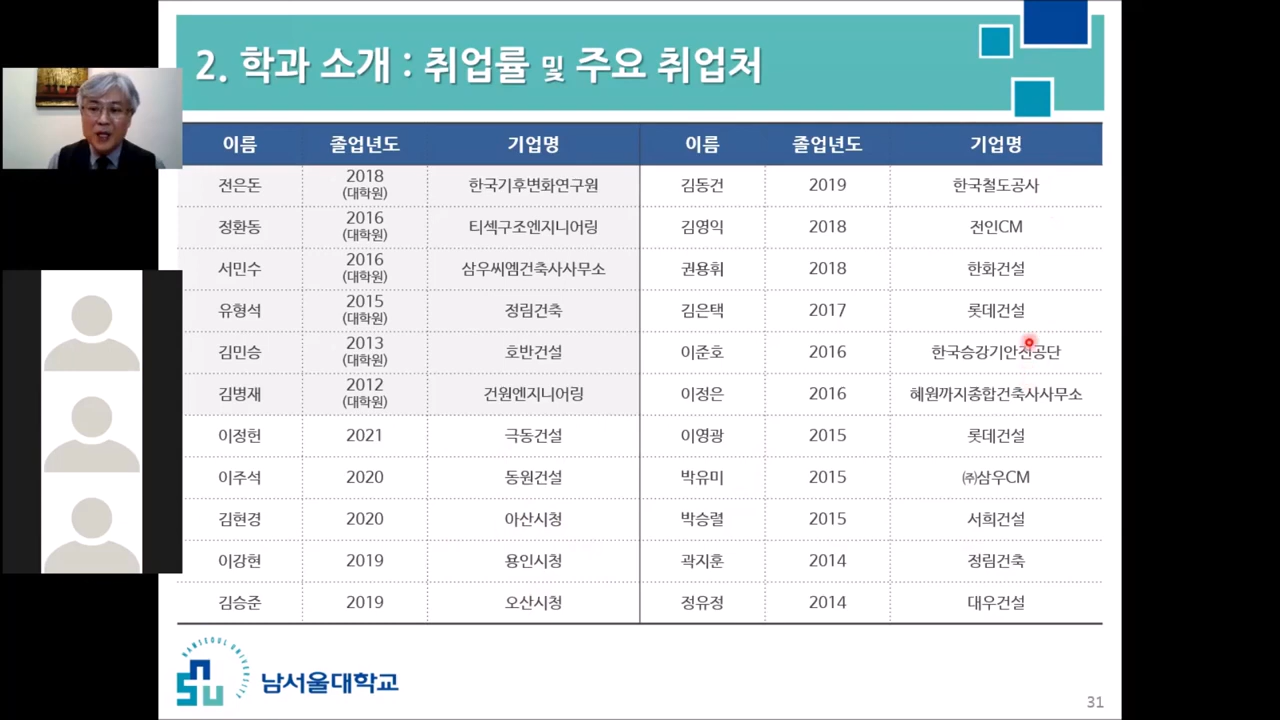 2. 학과 소개 : 취업률 및 주요 취업처
이름 졸업년도 기업명 이름 졸업년도 기업명
전은돈 2018 (대학원) 한국기후변화연구원 김동건 2019 한국철도공사
정환동 2016 (대학원) 티섹구조엔지니어링 김영익 2018 전인CM
서민수 2016 (대학원) 삼우씨엠건축사사무소 권용휘 2018 한화건설
유형석 2015 (대학원) 정림건축 김은택 2017 롯데건설
김민승 2013 (대학원) 호반건설 이준호 2016 한국승강기안전공단
김병재 2012 (대학원) 건원엔지니어링 이정은 2016 혜원까지종합건축사사무소
이정헌 2021 극동건설 이영광 2015 롯데건설
이주석 2020 동원건설 박유미 2015 ㈜삼우CM
김현경 2020 아산시청 박승렬 2015 서희건설
이강현 2019 용인시청 곽지훈 2014 정림건축
김승준 2019 오산시청 정유정 2014 대우건설
NAMSEOUL UNIVERSITY
nsu
남서울대학교
31